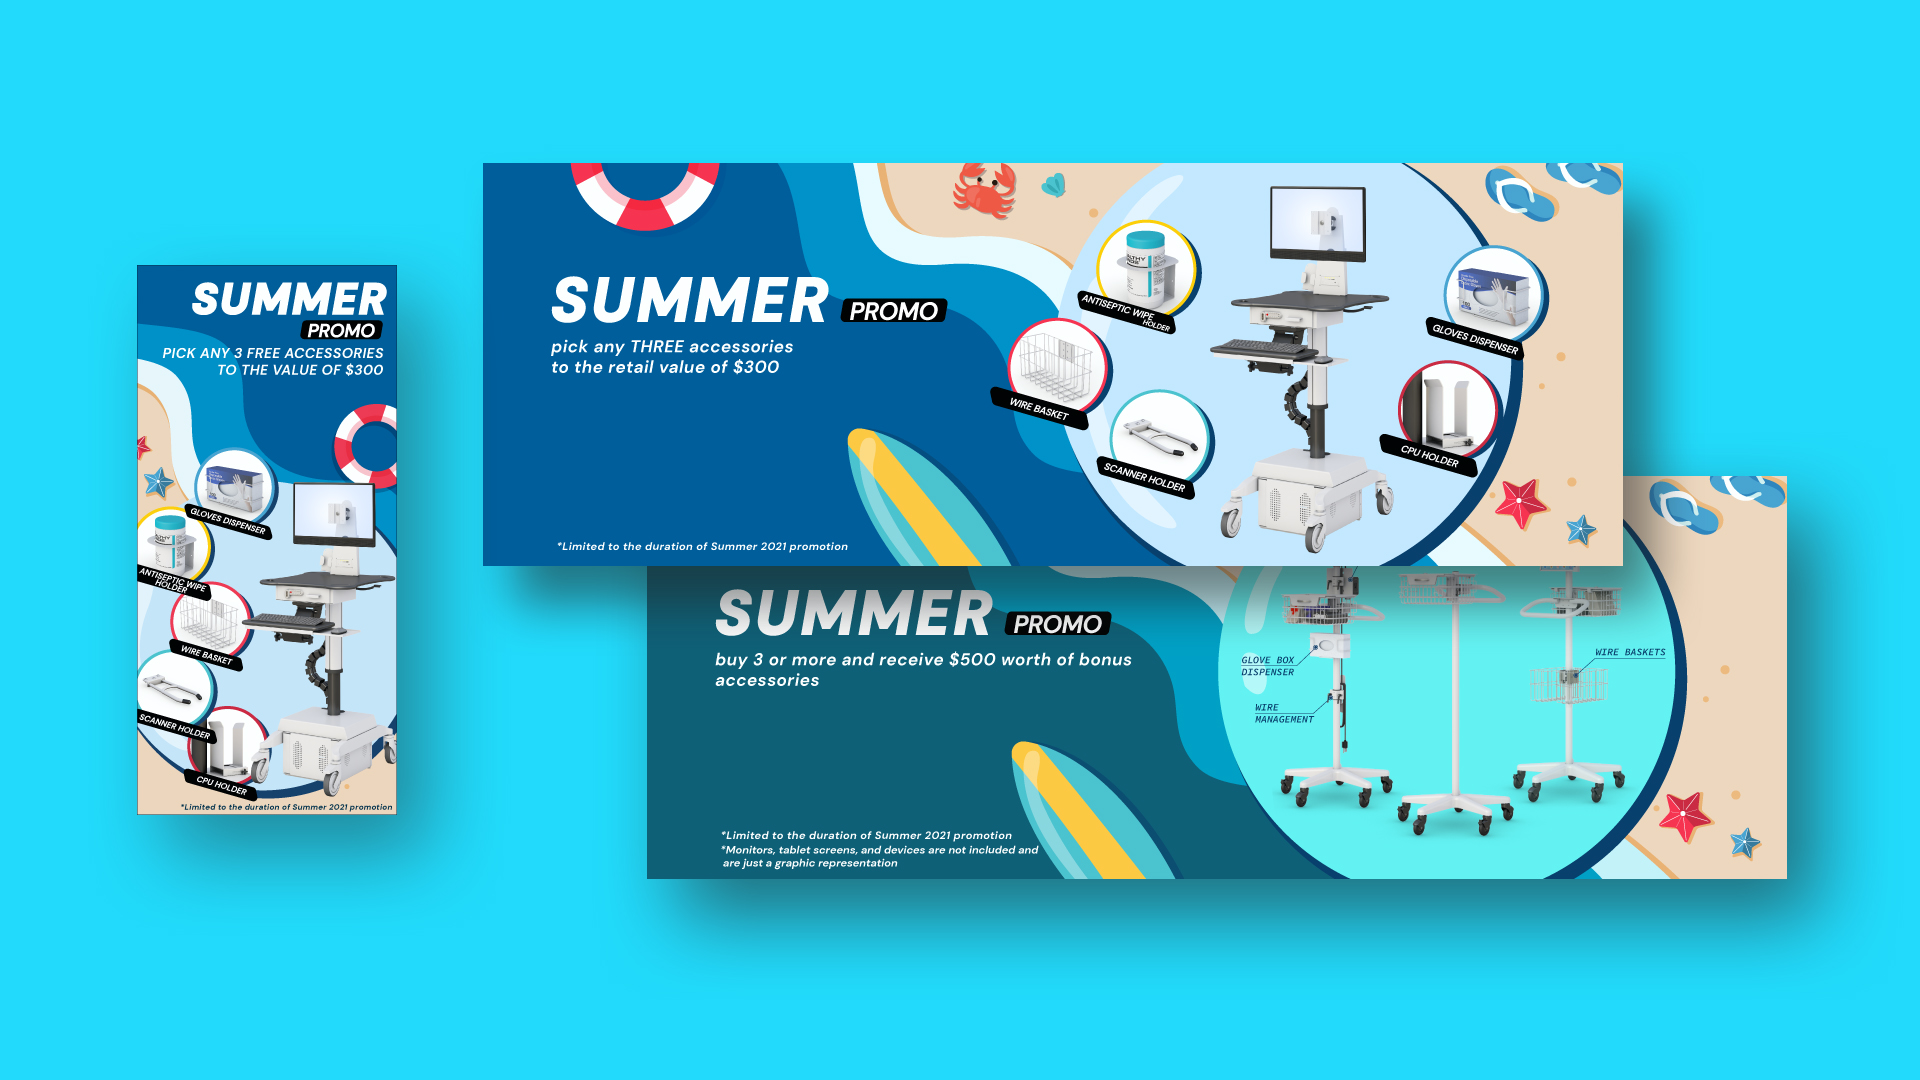 SUMMER
PROMO
PICK ANY 3 FREE ACCESSORIES
TO THE VALUE OF $300
GLOVES DISPENSER
ANTISEPTIC WIPE
HOLDER
WIRE BASKET
SCANNER HOLDER
CPU HOLDER
*Limited to the duration of Summer 2021 promotion
SUMMER PROMO
pick any THREE accessories
to the retail value of $300
*Limited to the duration of Summer 2021 promotion
ANTISEPTIC WIPE
HOLDER
WIRE BASKET
SCANNER HOLDER
GLOVES DISPENSER
CPU HOLDER
SUMMER PROMO
buy 3 or more and receive $500 worth of bonus
accessories
*Limited to the duration of Summer 2021 promotion
*Monitors, tablet screens, and devices are not included and
are just a graphic representation
GLOVE BOX
DISPENSER
WIRE
MANAGEMENT
WIRE BASKETS